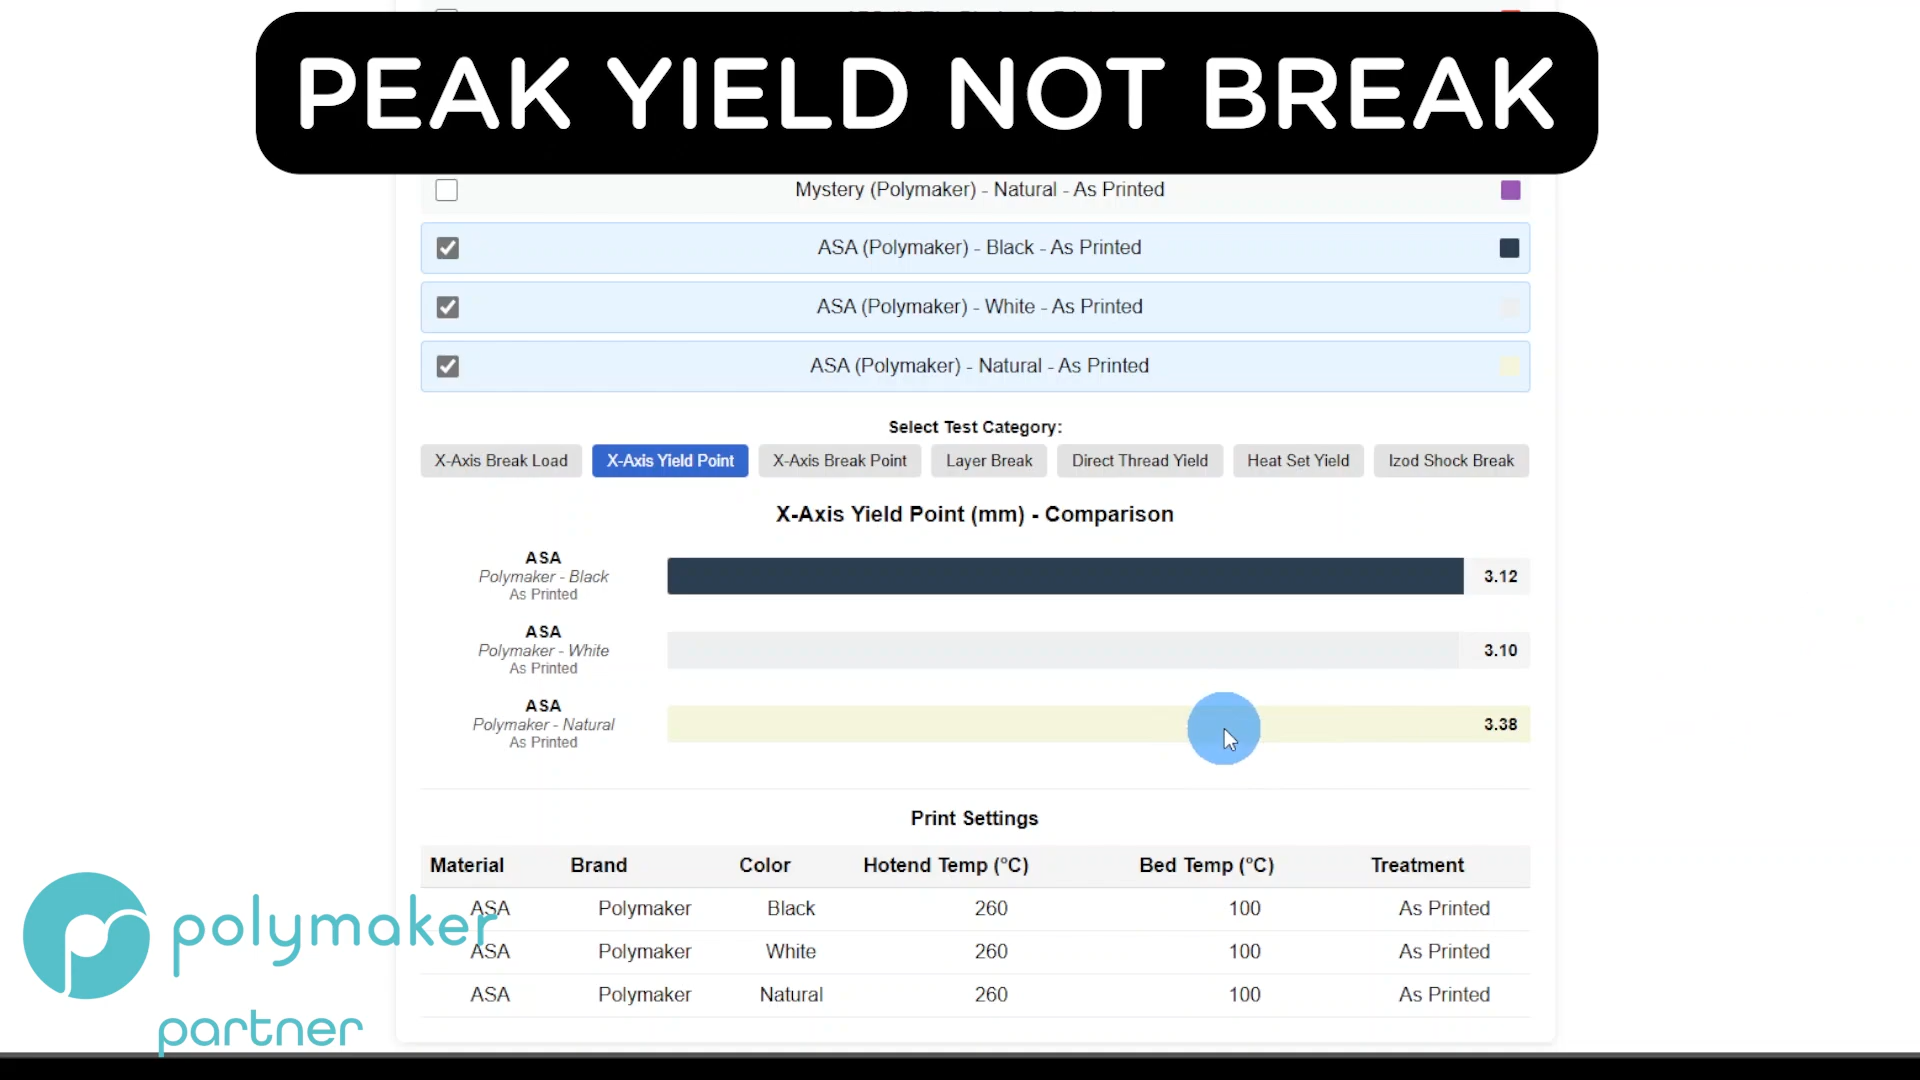 PEAK YIELD NOT BREAK
Mystery (Polymaker) - Natural - As Printed
ASA (Polymaker) - Black - As Printed
ASA (Polymaker) - White - As Printed
ASA (Polymaker) - Natural - As Printed
Select Test Category:
X-Axis Break Load X-Axis Yield Point X-Axis Break Point Layer Break Direct Thread Yield Heat Set Yield Izod Shock Break
X-Axis Yield Point (mm) - Comparison
ASA
Polymaker - Black
As Printed
3.12
ASA
Polymaker - White
As Printed
3.10
ASA
Polymaker - Natural
As Printed
3.38
Print Settings
Material Brand Color Hotend Temp (°C) Bed Temp (°C) Treatment
ASA Polymaker Black 260 100 As Printed
ASA Polymaker White 260 100 As Printed
ASA Polymaker Natural 260 100 As Printed
polymaker
partner